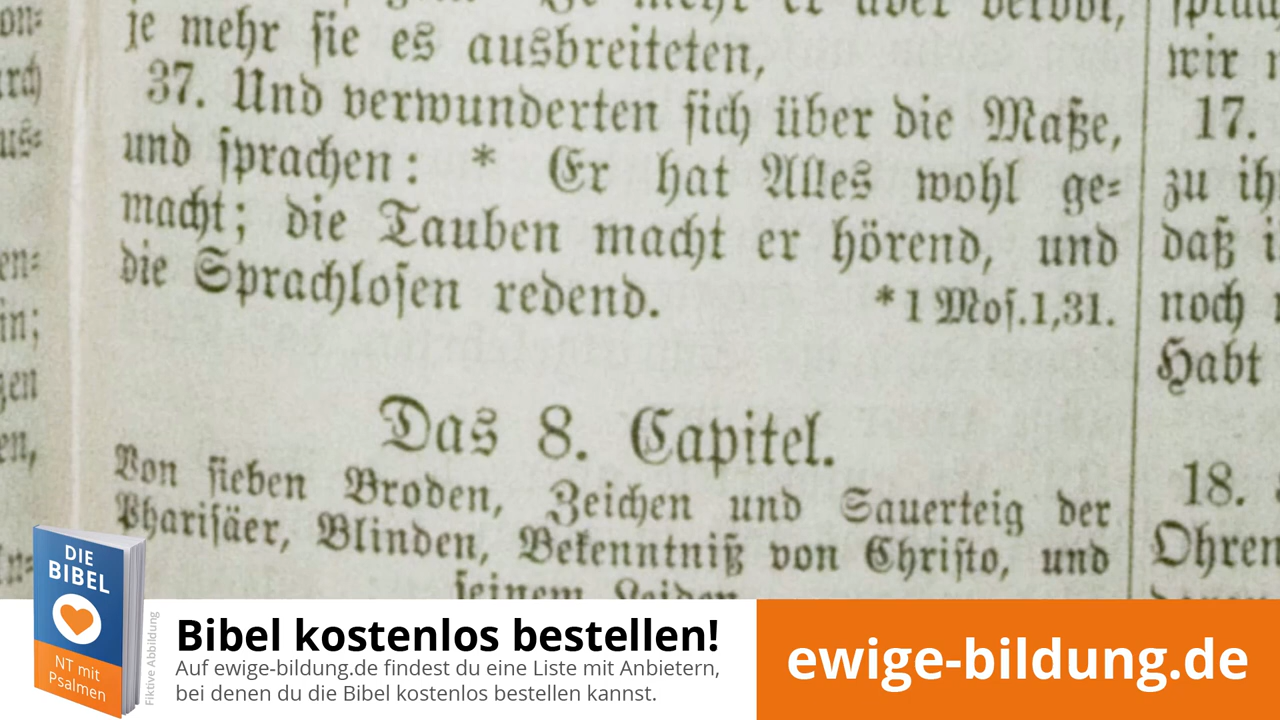 je mehr sie es ausbreiteten,
37. Und verwunderten sich über die Maße,
und sprachen: * Er hat Alles wohl ge=
macht; die Tauben macht er hörend, und
die Sprachlosen redend. * 1 Mos. 1,31.
Das 8. Capitel.
Von sieben Broden, Zeichen und Sauerteig der
Pharisäer, Blinden, Bekenntniß von Christo, und
seinem Leiden
wir
17.
zu
daß
noch
Habt
18.
Ohren
DIE
BIBEL
NT mit
Psalmen
Fiktive Abbildung
Bibel kostenlos bestellen!
Auf ewige-bildung.de findest du eine Liste mit Anbietern,
bei denen du die Bibel kostenlos bestellen kannst.
ewige-bildung.de